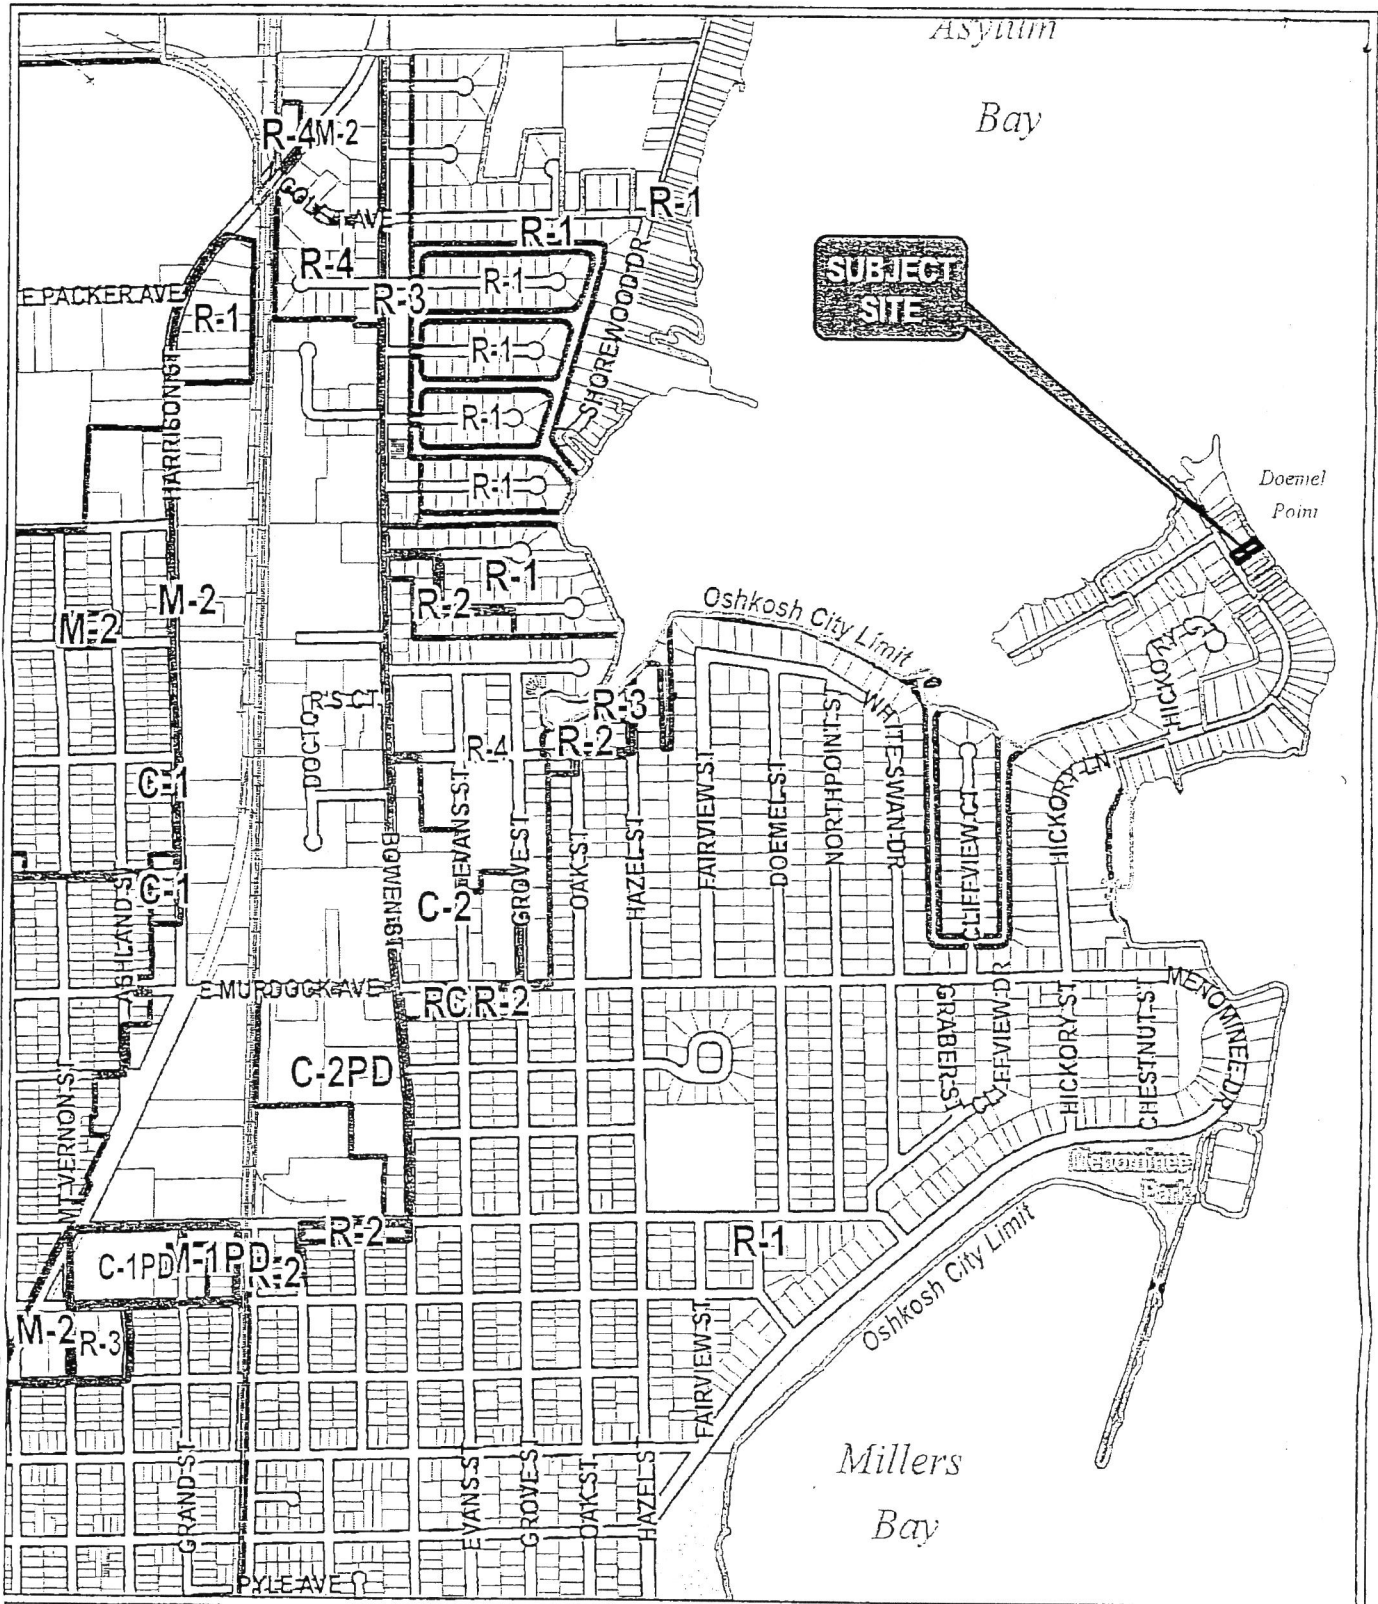 Asylum
Bay
R-4
M-2
R-1
R-1
R-4
R-1
R-3
E PACKER AVE
R-1
SHOREWOOD DR
R-1
R-1
SUBJECT
SITE
HARRISON ST
R-1
Doemel
Point
R-1
R-2
M-2
M-2
Oshkosh City Limit
HICKORY CT
R-3
R-2
R-4
C-1
EVANS ST
FAIRVIEW ST
DOEMEL ST
NORTHPOINT ST
WHITE SWAN DR
CLIFFVIEW CT
HICKORY LN
C-1
BOWEN ST
C-2
GROVE ST
OAK ST
HAZEL ST
ASHLAND ST
E MURDOCK AVE
R-2
MENOMINEE DR
GRABER ST
CLIFFVIEW DR
HICKORY ST
CHESTNUT ST
C-2PD
MT VERNON ST
Menominee
Park
R-2
R-1
C-1PD
M-1PD
R-2
Oshkosh City Limit
M-2
R-3
FAIRVIEW ST
GRAND ST
EVANS ST
GROVE ST
OAK ST
HAZEL S
Millers
Bay
PYLE AVE